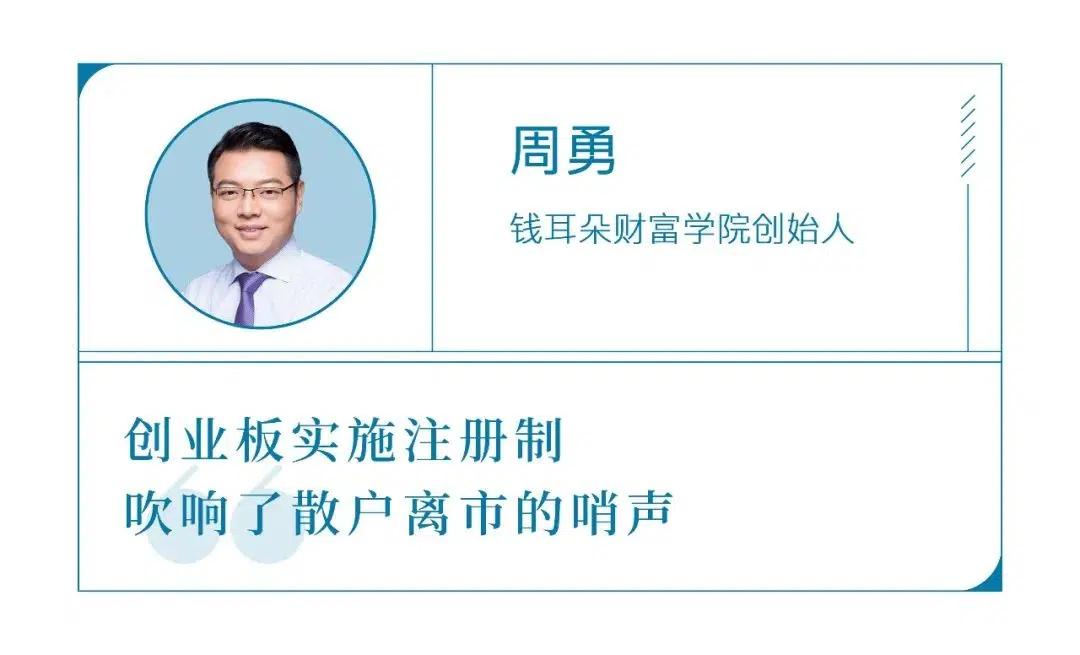 周勇
钱耳朵财富学院创始人
创业板实施注册制
吹响了散户离市的哨声